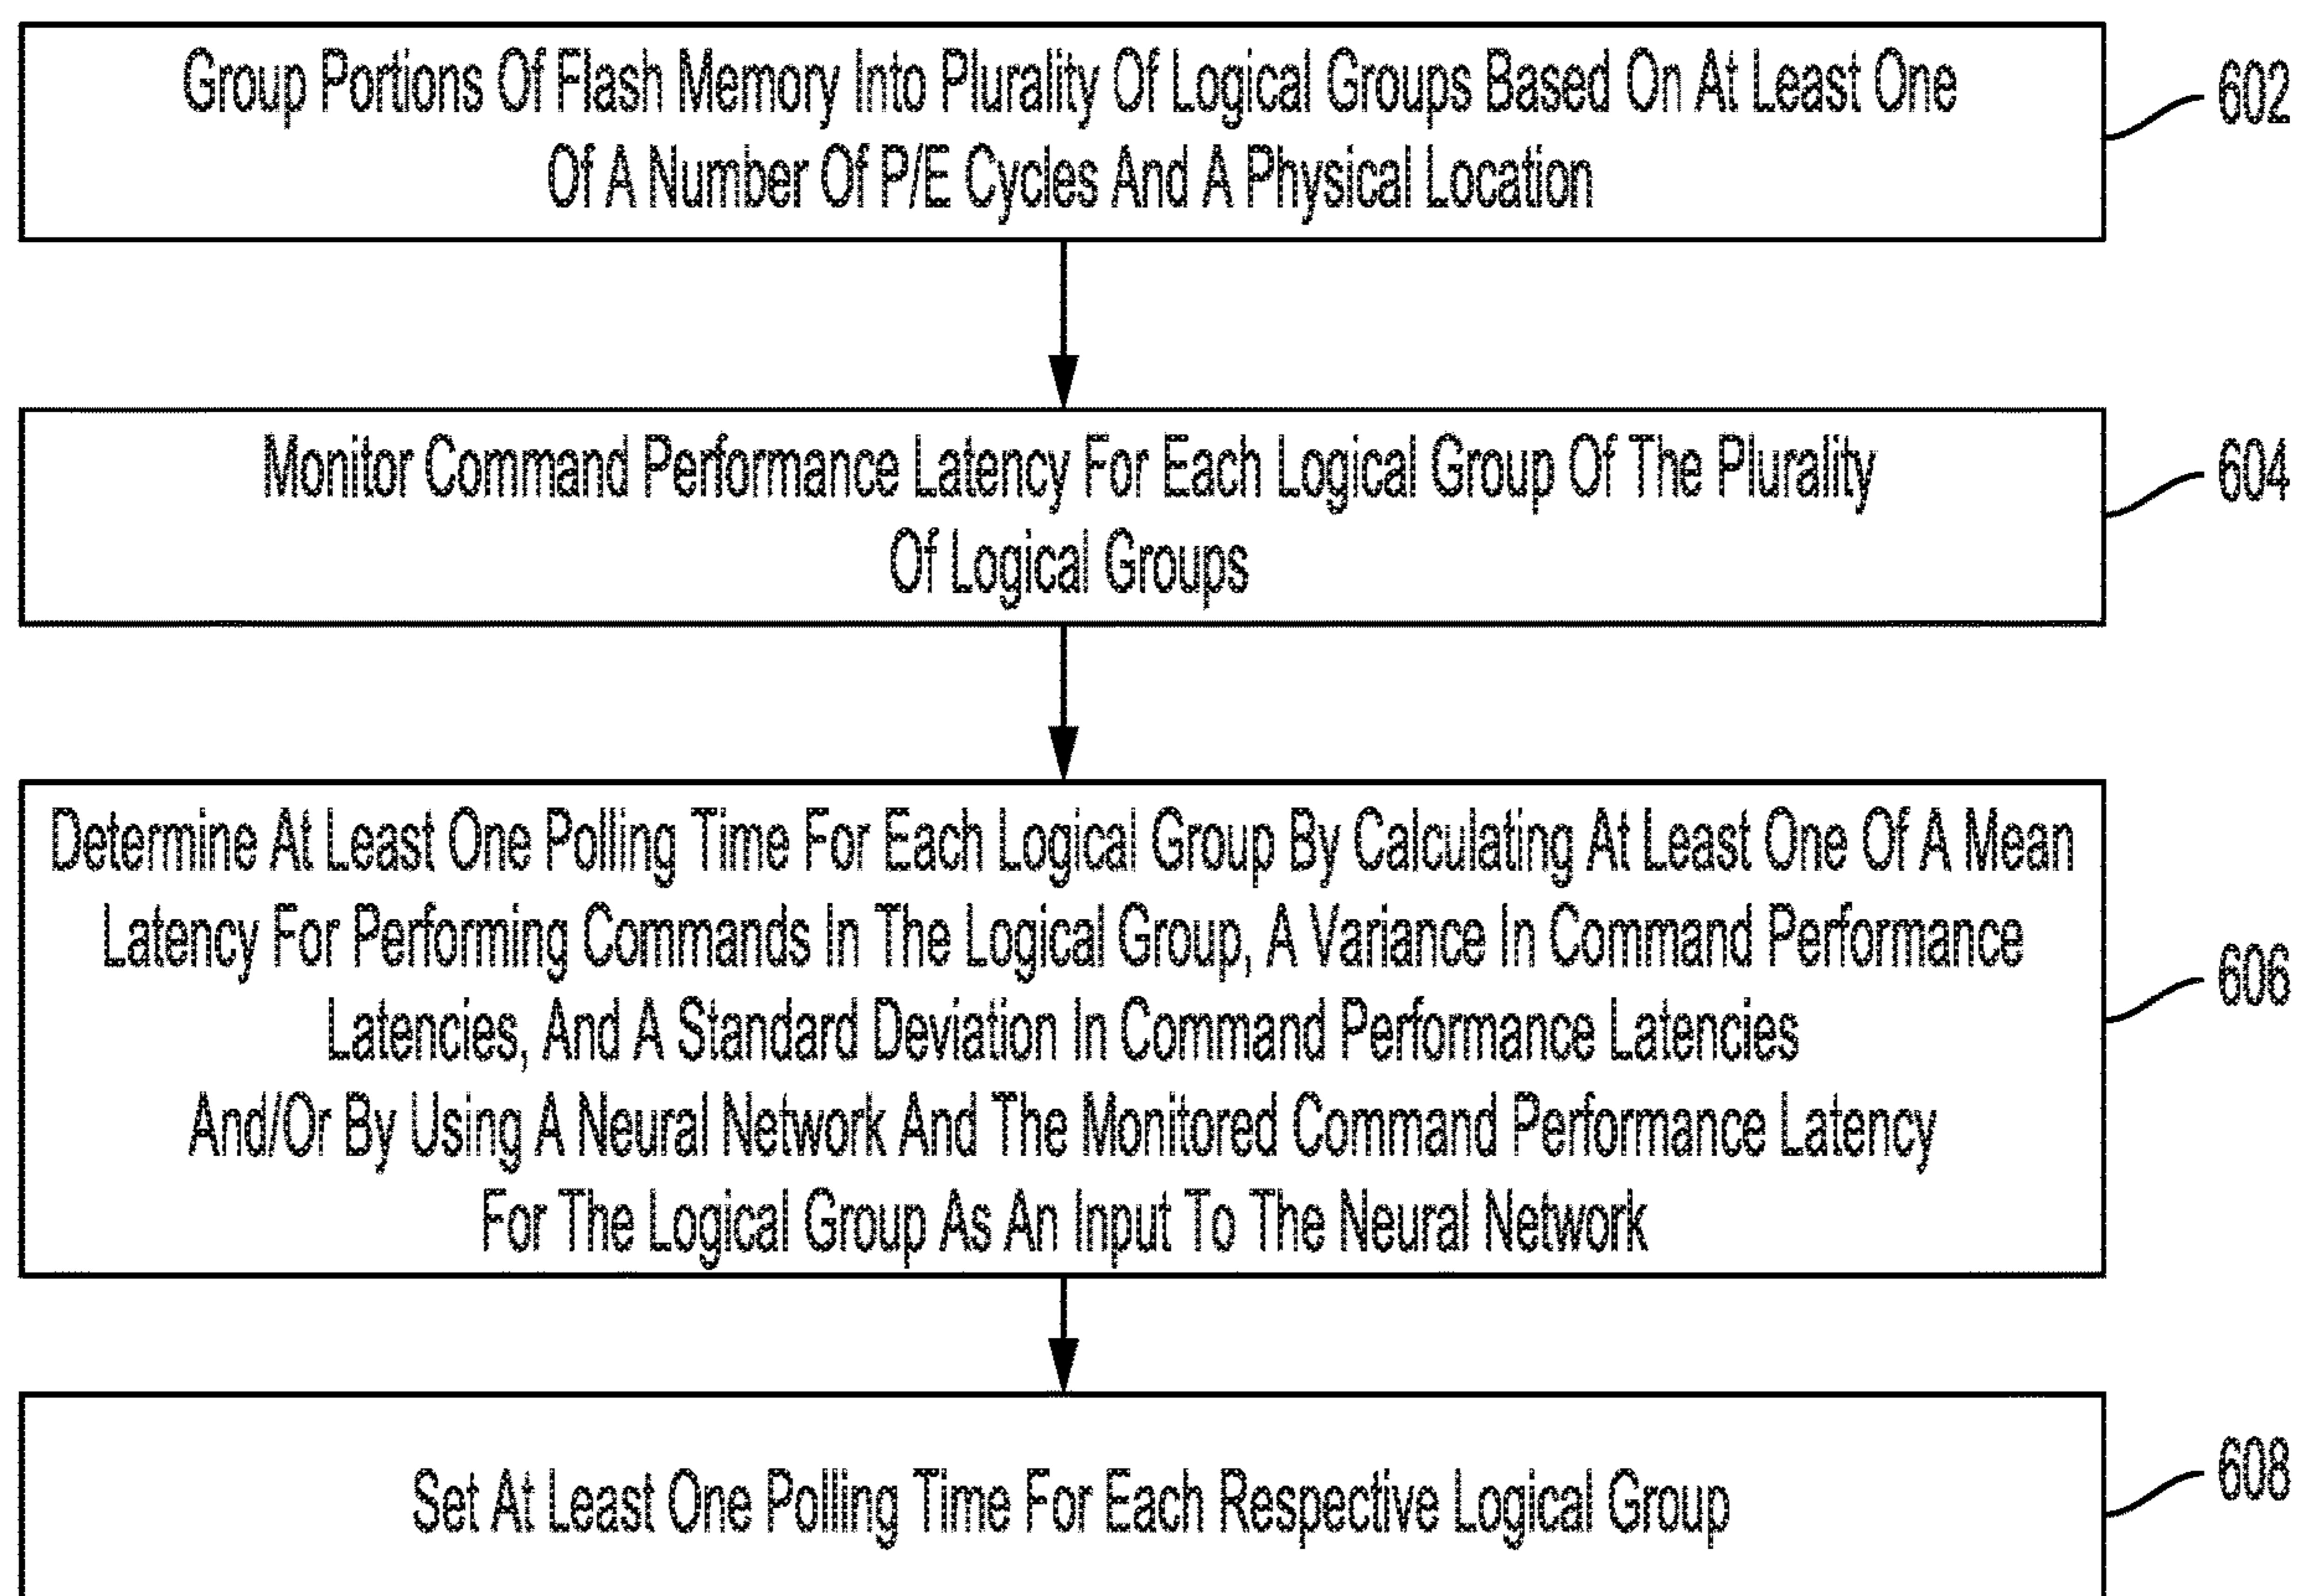 Group Portions Of Flash Memory Into Plurality Of Logical Groups Based On At Least One
Of A Number Of P/E Cycles And A Physical Location
602
Monitor Command Performance Latency For Each Logical Group Of The Plurality
Of Logical Groups
604
Determine At Least One Polling Time For Each Logical Group By Calculating At Least One Of A Mean
Latency For Performing Commands In The Logical Group, A Variance In Command Performance
Latencies, And A Standard Deviation In Command Performance Latencies
And/Or By Using A Neural Network And The Monitored Command Performance Latency
For The Logical Group As An Input To The Neural Network
606
Set At Least One Polling Time For Each Respective Logical Group
608